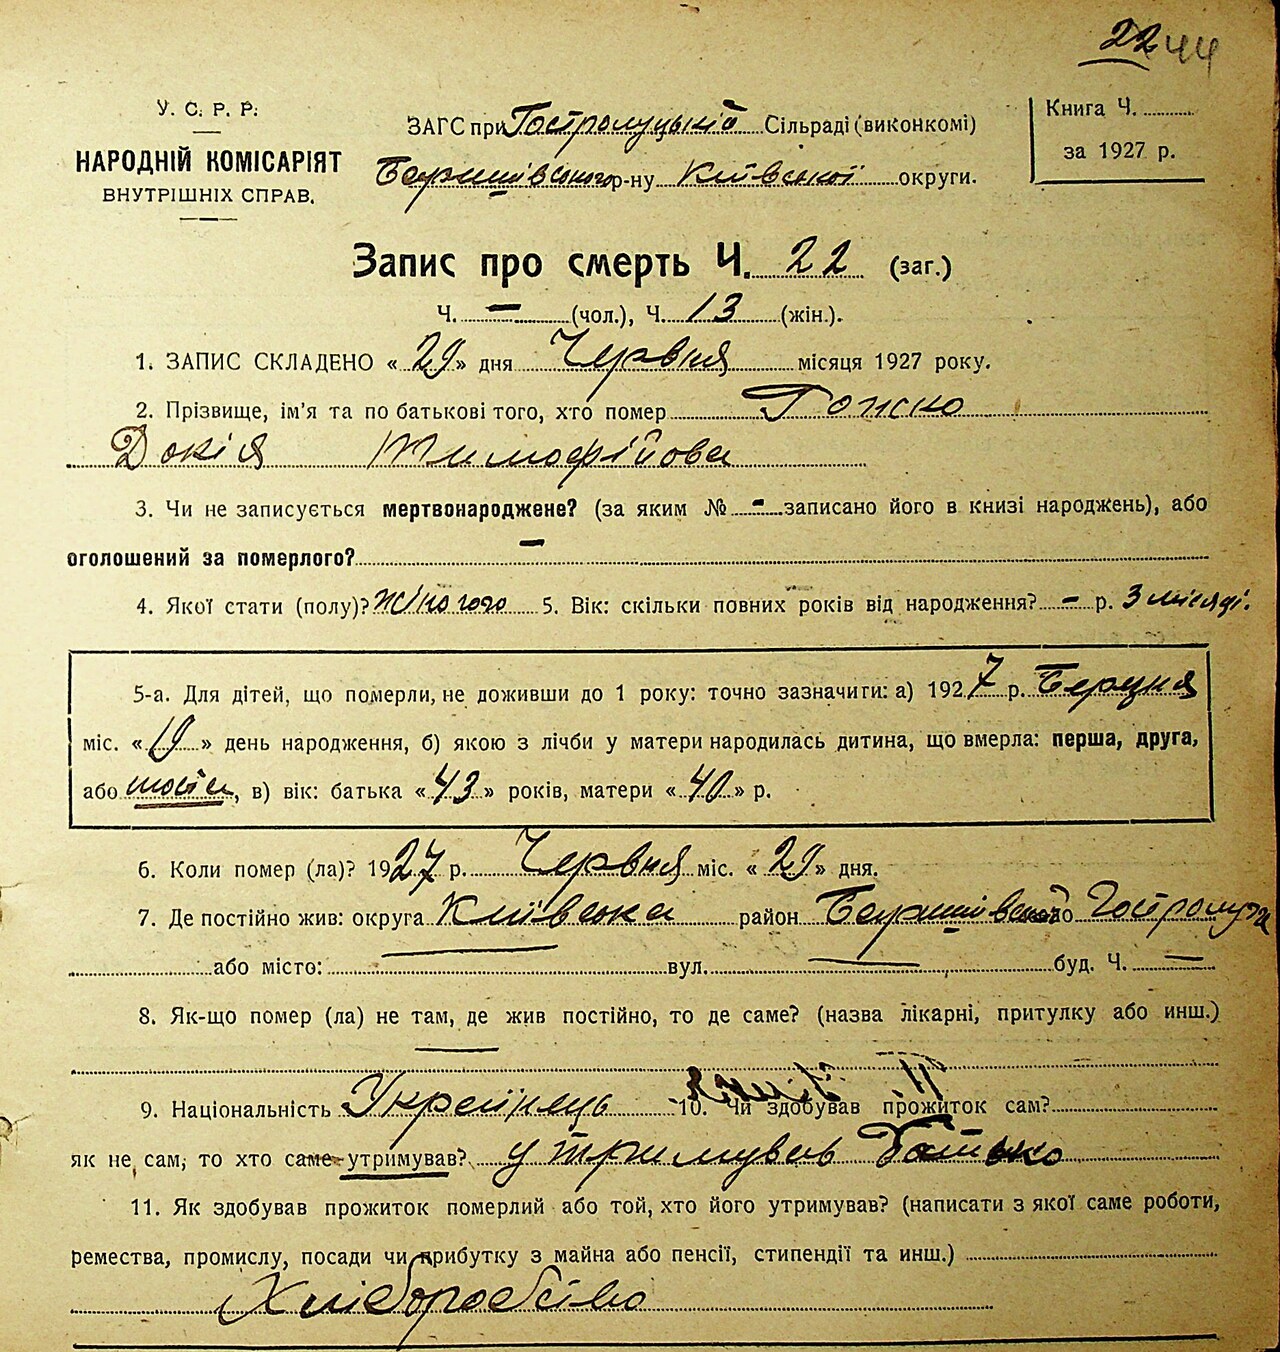 22 44
У. С. Р. Р.
НАРОДНІЙ КОМІСАРІЯТ
ВНУТРІШНІХ СПРАВ.
ЗАГС при Гостролуцькій Сільраді (виконкомі)
Баришівського р-ну Київської округи.
Книга Ч.
за 1927 р.
Запис про смерть Ч. 22 (заг.)
Ч. — (чол.), Ч. 13 (жін.).
1. ЗАПИС СКЛАДЕНО «29» дня Червня місяця 1927 року.
2. Прізвище, ім'я та по батькові того, хто помер Гожко
Докія Тимофійова
3. Чи не записується мертвонароджене? (за яким № - записано його в книзі народжень), або
оголошений за померлого? —
4. Якої стати (полу)? жіночого 5. Вік: скільки повних років від народження? - р. 3 місяці.
5-а. Для дітей, що померли, не доживши до 1 року: точно зазначити: а) 1927 р. Березня
міс. «19» день народження, б) якою з лічби у матери народилась дитина, що вмерла: перша, друга,
або шоста, в) вік: батька «43» років, матери «40» р.
6. Коли помер (ла)? 1927 р. Червня міс. «29» дня.
7. Де постійно жив: округа Київська район Баришівського Гостролуча
або місто: — вул. — буд. Ч. —
8. Як-що помер (ла) не там, де жив постійно, то де саме? (назва лікарні, притулку або инш.)
—
9. Національність Украйнець 10. Чи здобував прожиток сам?
як не сам, то хто саме утримував? утримував батько
11. Як здобував прожиток померлий або той, хто його утримував? (написати з якої саме роботи,
ремества, промислу, посади чи прибутку з майна або пенсії, стипендії та инш.)
Хліборобство